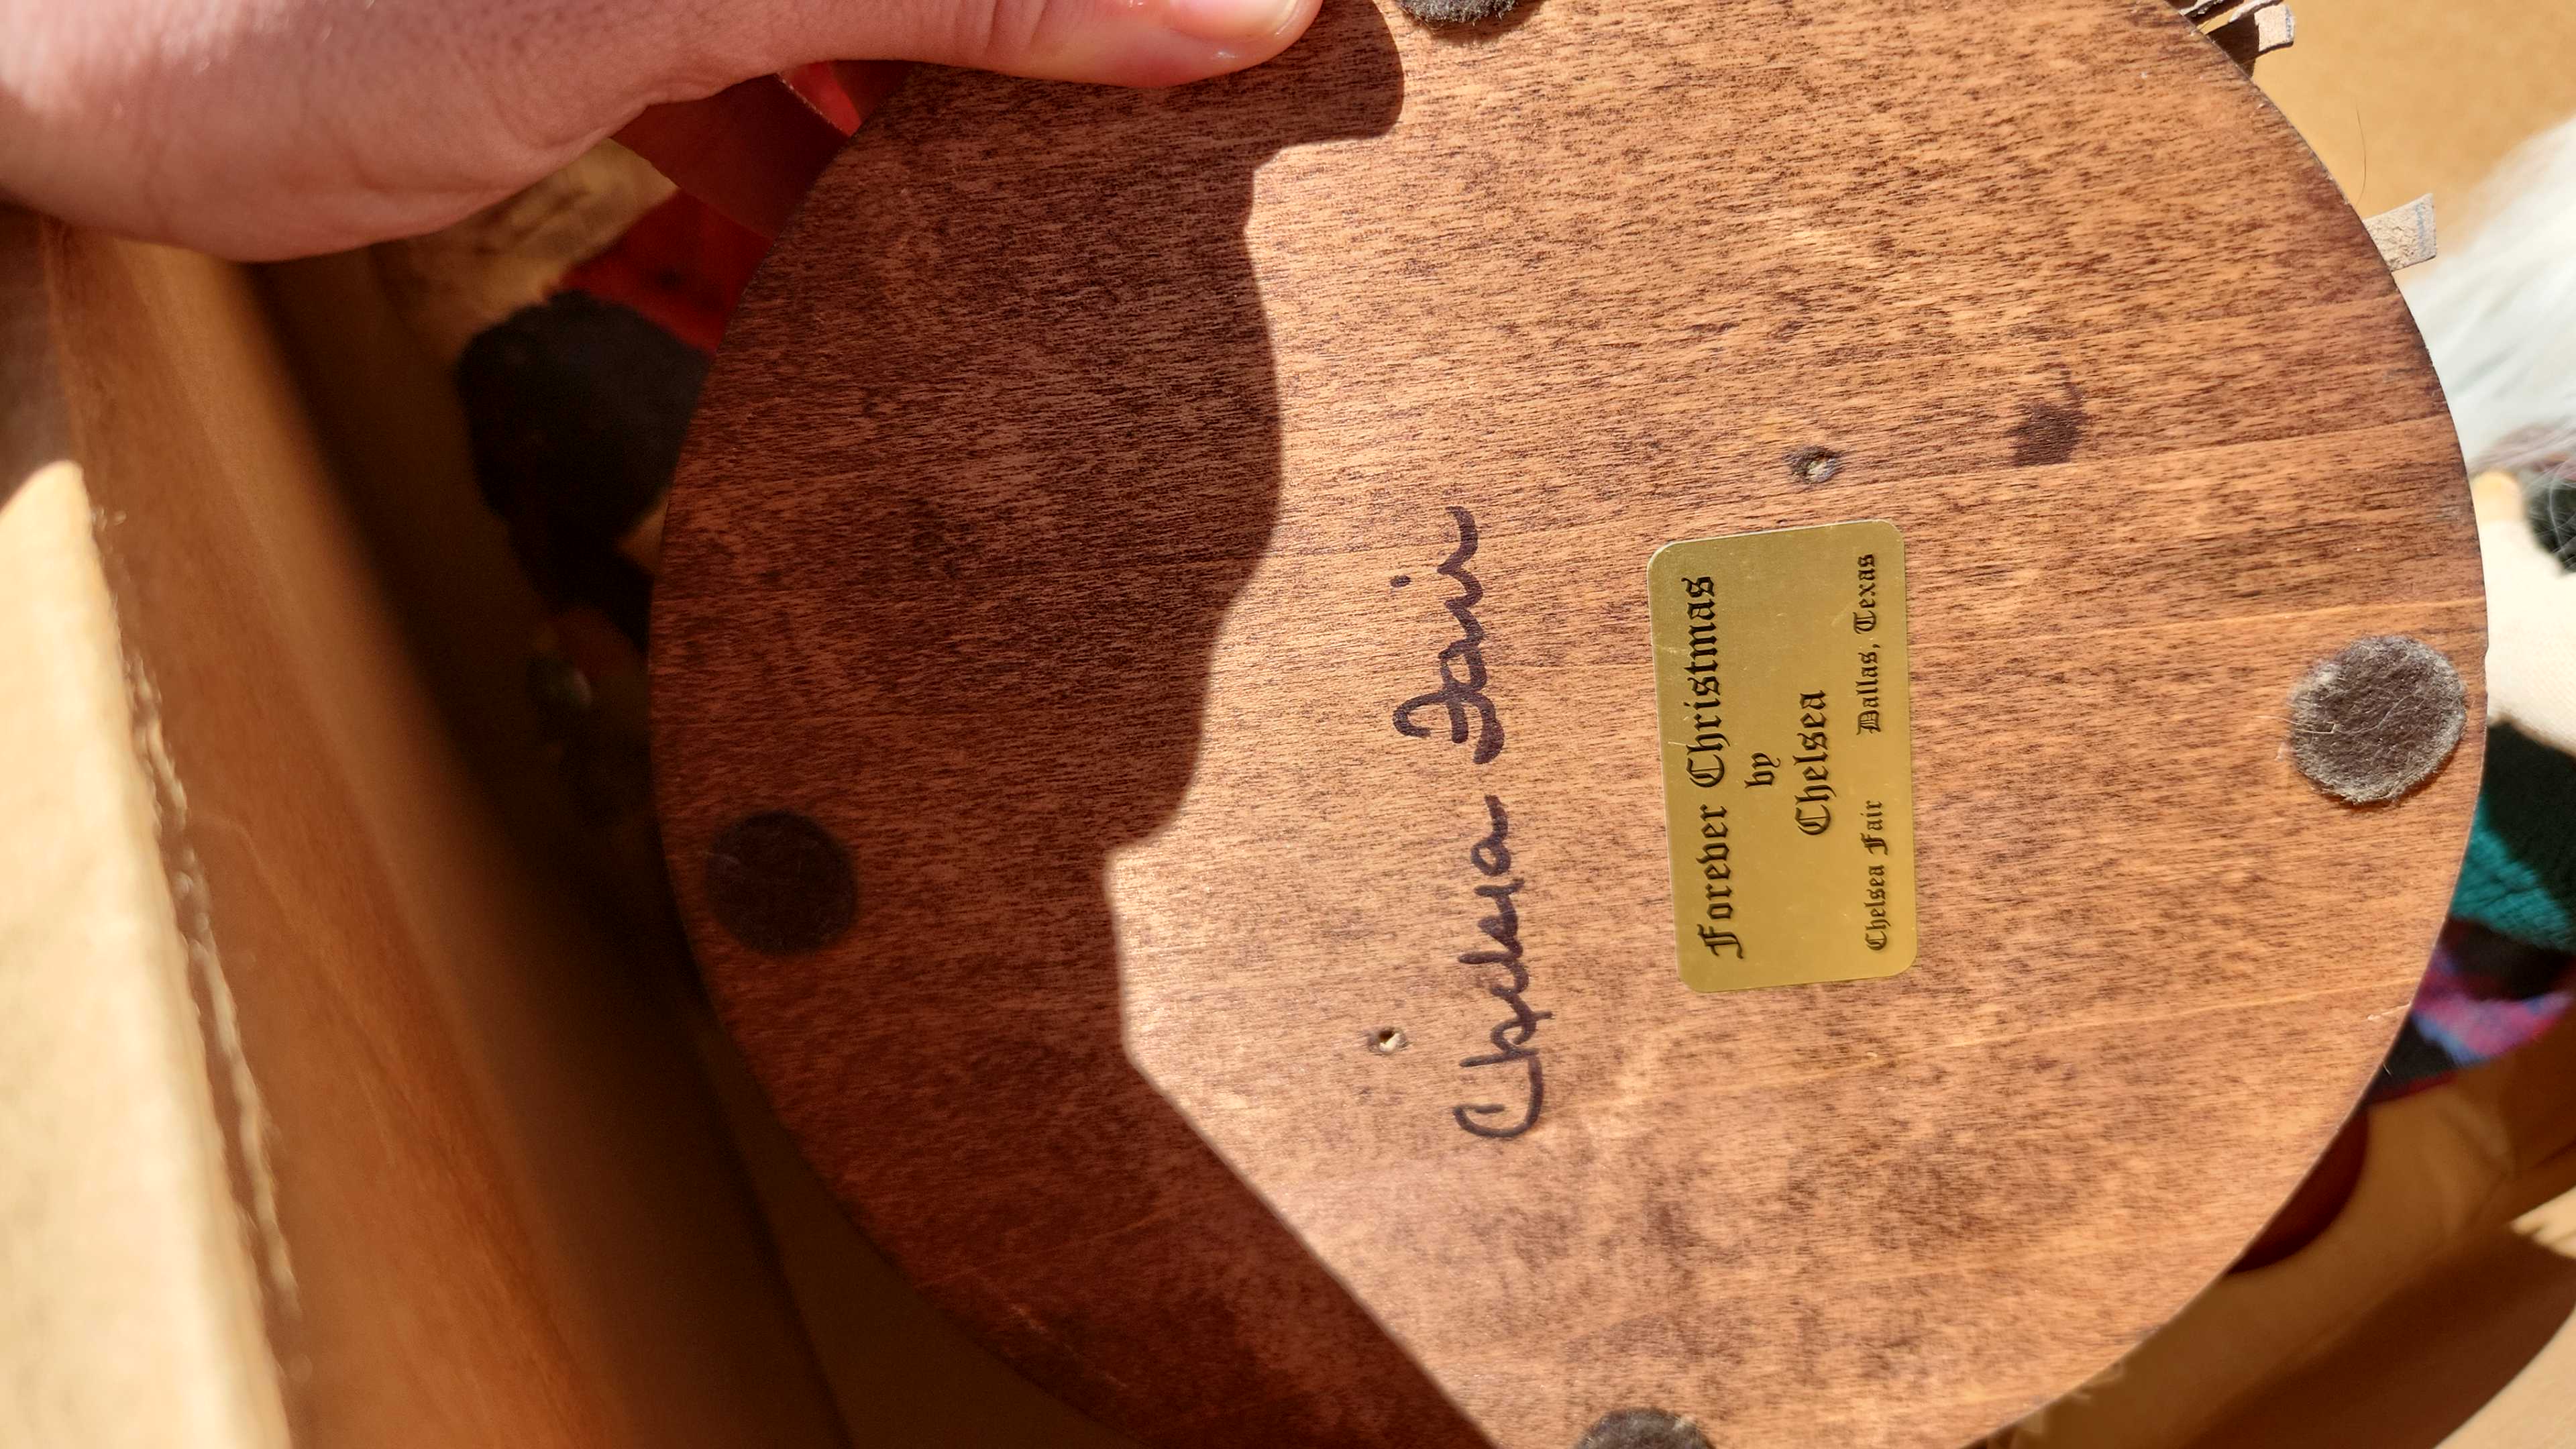 Chelsea Fair
Forever Christmas
by
Chelsea
Chelsea Fair Dallas, Texas